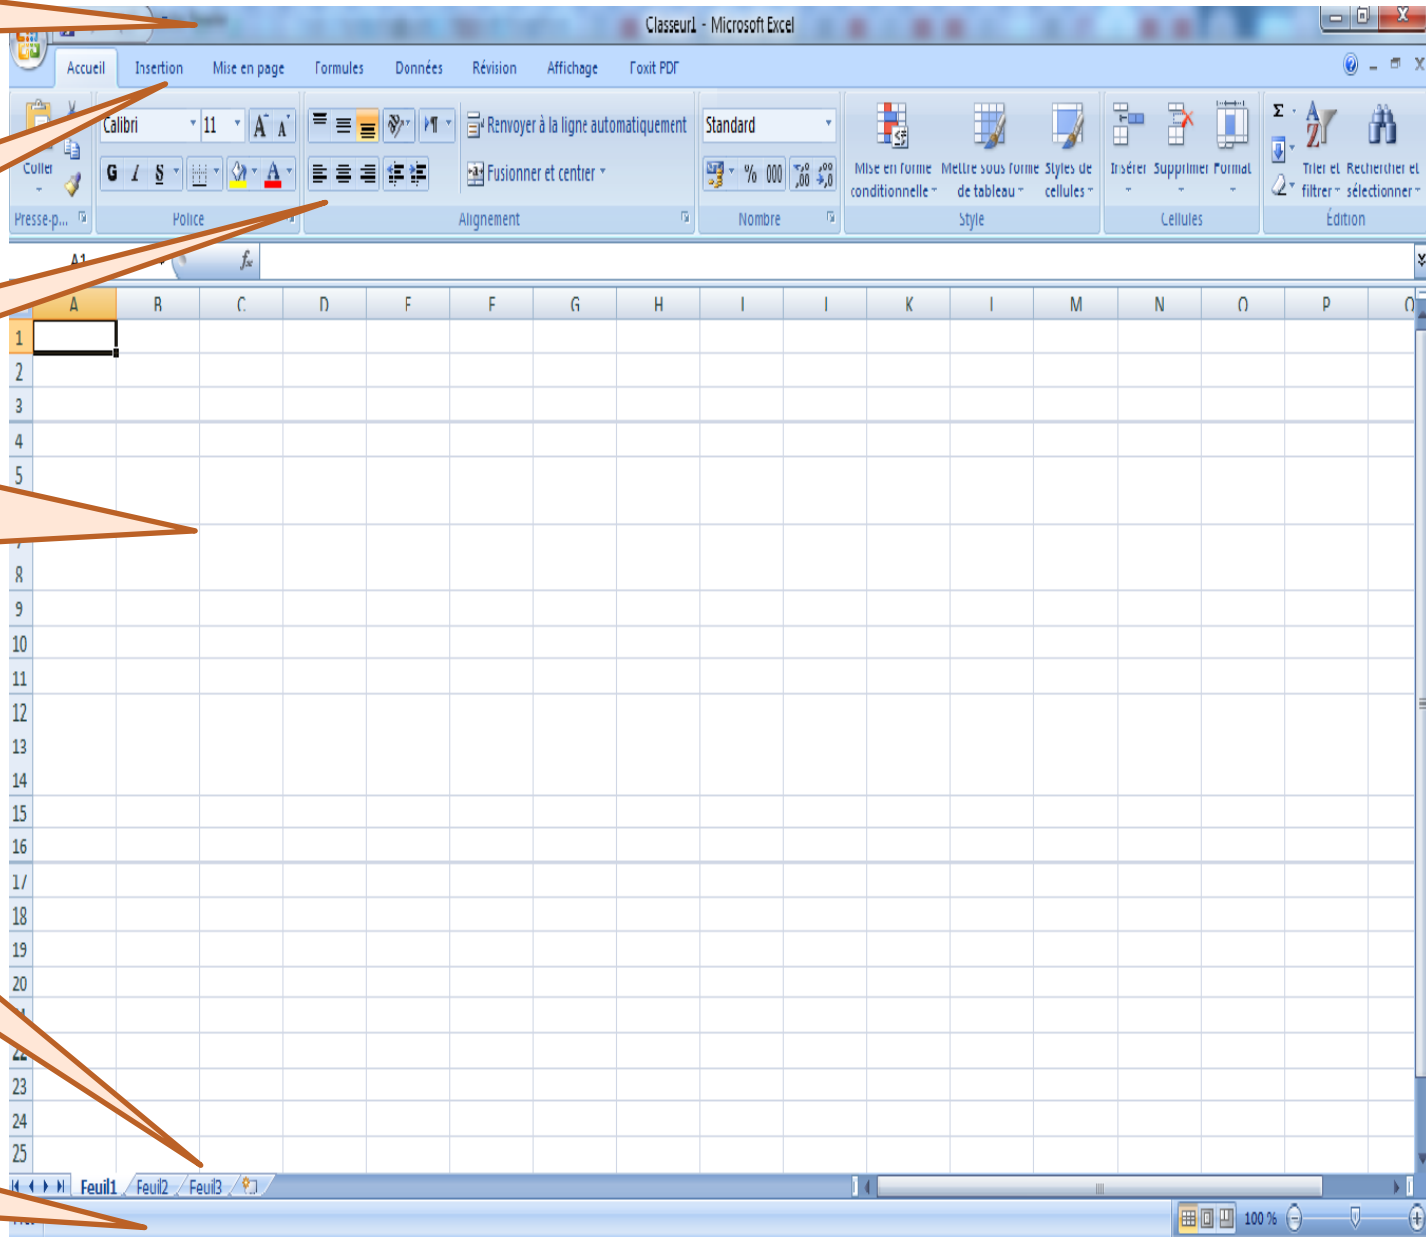 Classeur1 - Microsoft Excel
Accueil Insertion Mise en page Formules Données Révision Affichage Foxit PDF
Calibri 11 A A Renvoyer à la ligne automatiquement Standard Σ
Coller G I S A Fusionner et centrer % 000 ,00 ,0
Mise en forme conditionnelle Mettre sous forme de tableau Styles de cellules Insérer Supprimer Format Trier et filtrer Rechercher et sélectionner
Presse-p... Police Alignement Nombre Style Cellules Édition
A1 fx
A B C D E F G H I J K L M N O P Q
1
2
3
4
5
8
9
10
11
12
13
14
15
16
17
18
19
20
22
23
24
25
Feuil1 Feuil2 Feuil3
100 %